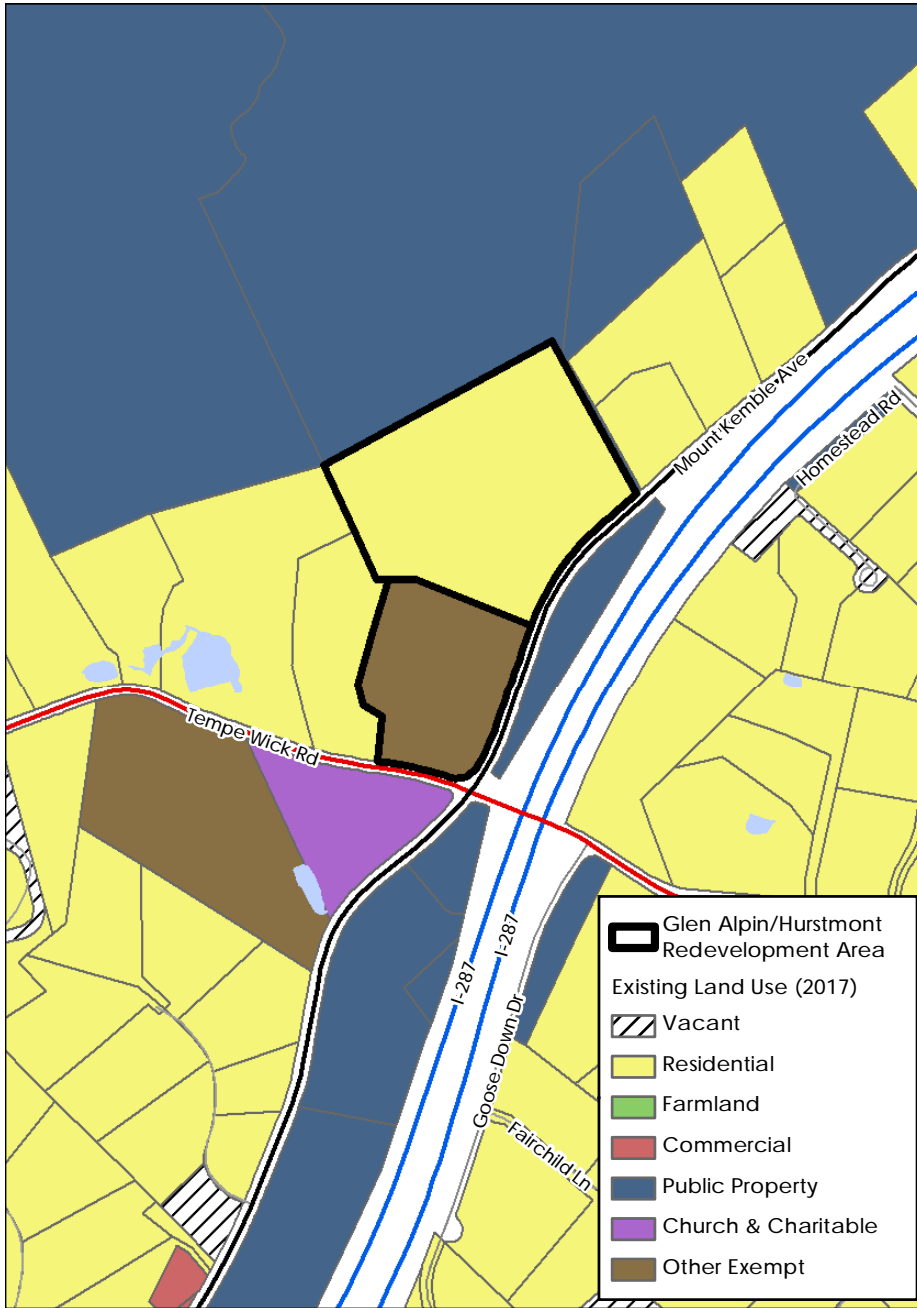 Mount Kemble Ave
Homestead Rd
Tempe Wick Rd
I-287
I-287
Goose Down Dr
Fairchild Ln
Glen Alpin/Hurstmont
Redevelopment Area
Existing Land Use (2017)
Vacant
Residential
Farmland
Commercial
Public Property
Church & Charitable
Other Exempt